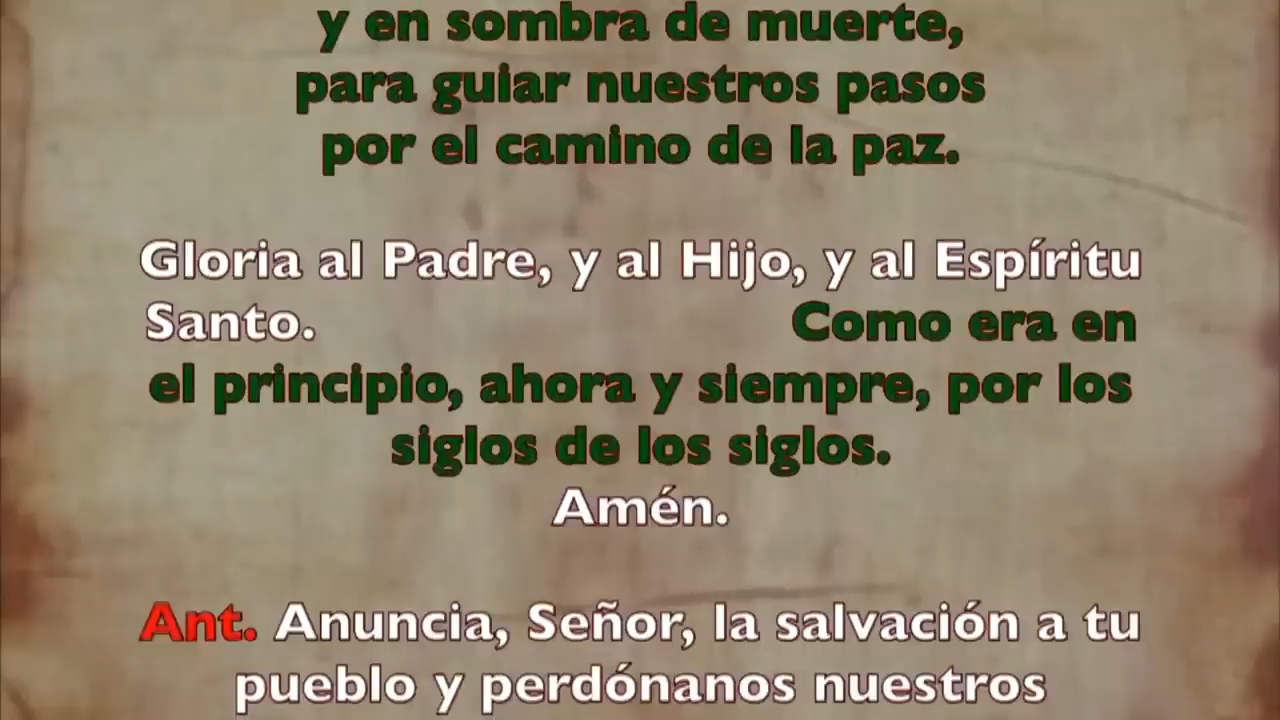 y en sombra de muerte,
para guiar nuestros pasos
por el camino de la paz.
Gloria al Padre, y al Hijo, y al Espíritu
Santo. Como era en
el principio, ahora y siempre, por los
siglos de los siglos.
Amén.
Ant. Anuncia, Señor, la salvación a tu
pueblo y perdónanos nuestros